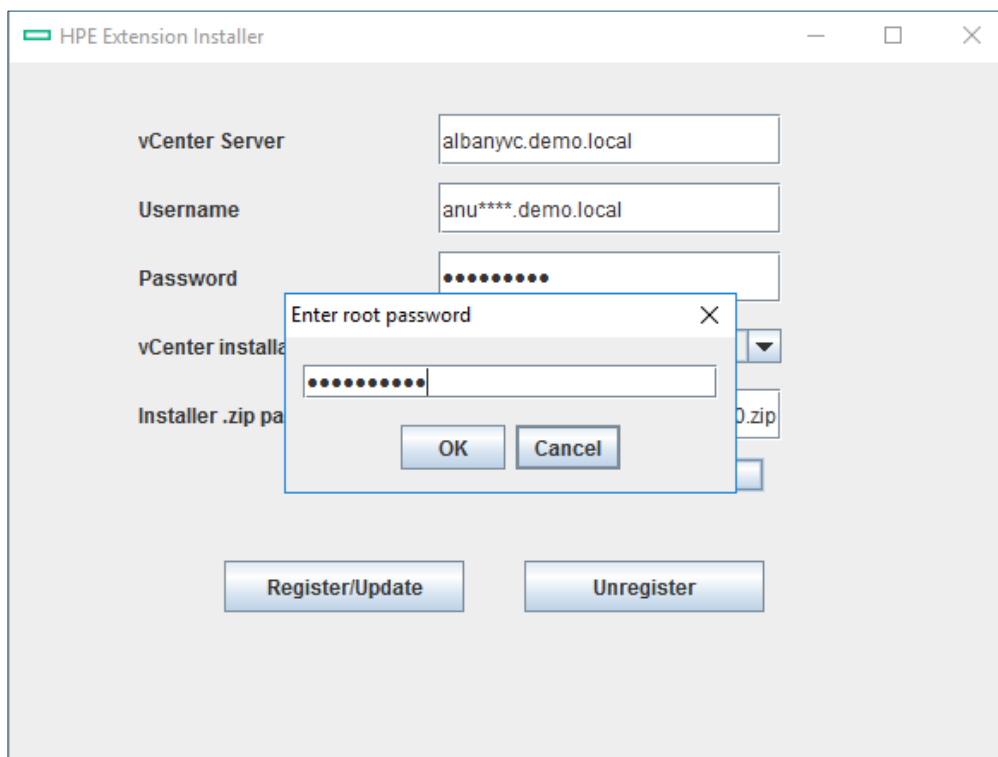 HPE Extension Installer
vCenter Server
albanyvc.demo.local
Username
anu****.demo.local
Password
•••••••••
Enter root password
vCenter installa
••••••••••
Installer .zip pa
0.zip
OK
Cancel
Register/Update
Unregister